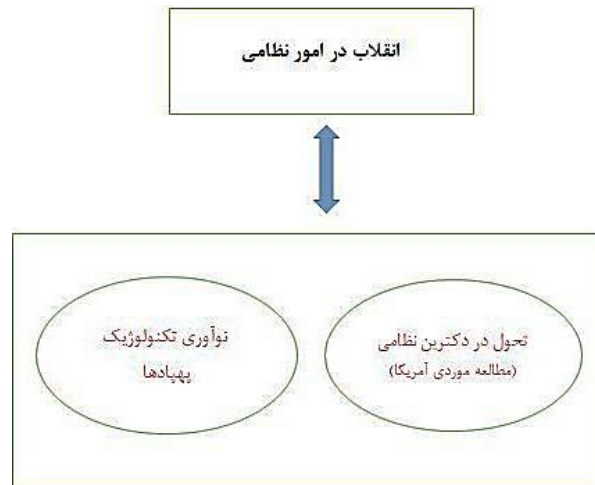 انقلاب در امور نظامی
تحول در دکترین نظامی
(مطالعه موردی آمریکا)
نوآوری تکنولوژیک
پهپادها